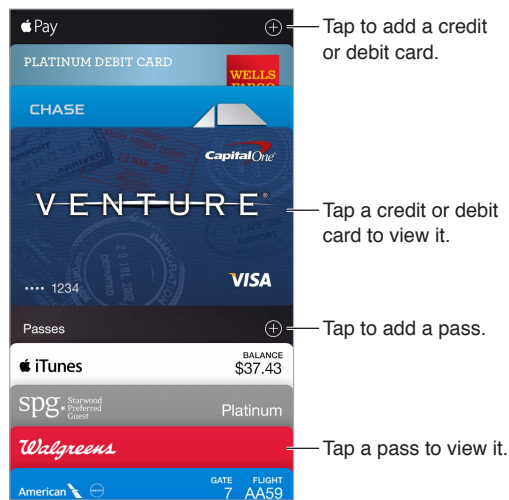 Pay
Tap to add a credit
or debit card.
PLATINUM DEBIT CARD
WELLS
FARGO
CHASE
CapitalOne
VENTURE®
Tap a credit or debit
card to view it.
•••• 1234
VISA
Passes
Tap to add a pass.
iTunes
BALANCE
$37.43
spg®
Starwood
Preferred
Guest
Platinum
Walgreens
Tap a pass to view it.
American
GATE
7
FLIGHT
AA59